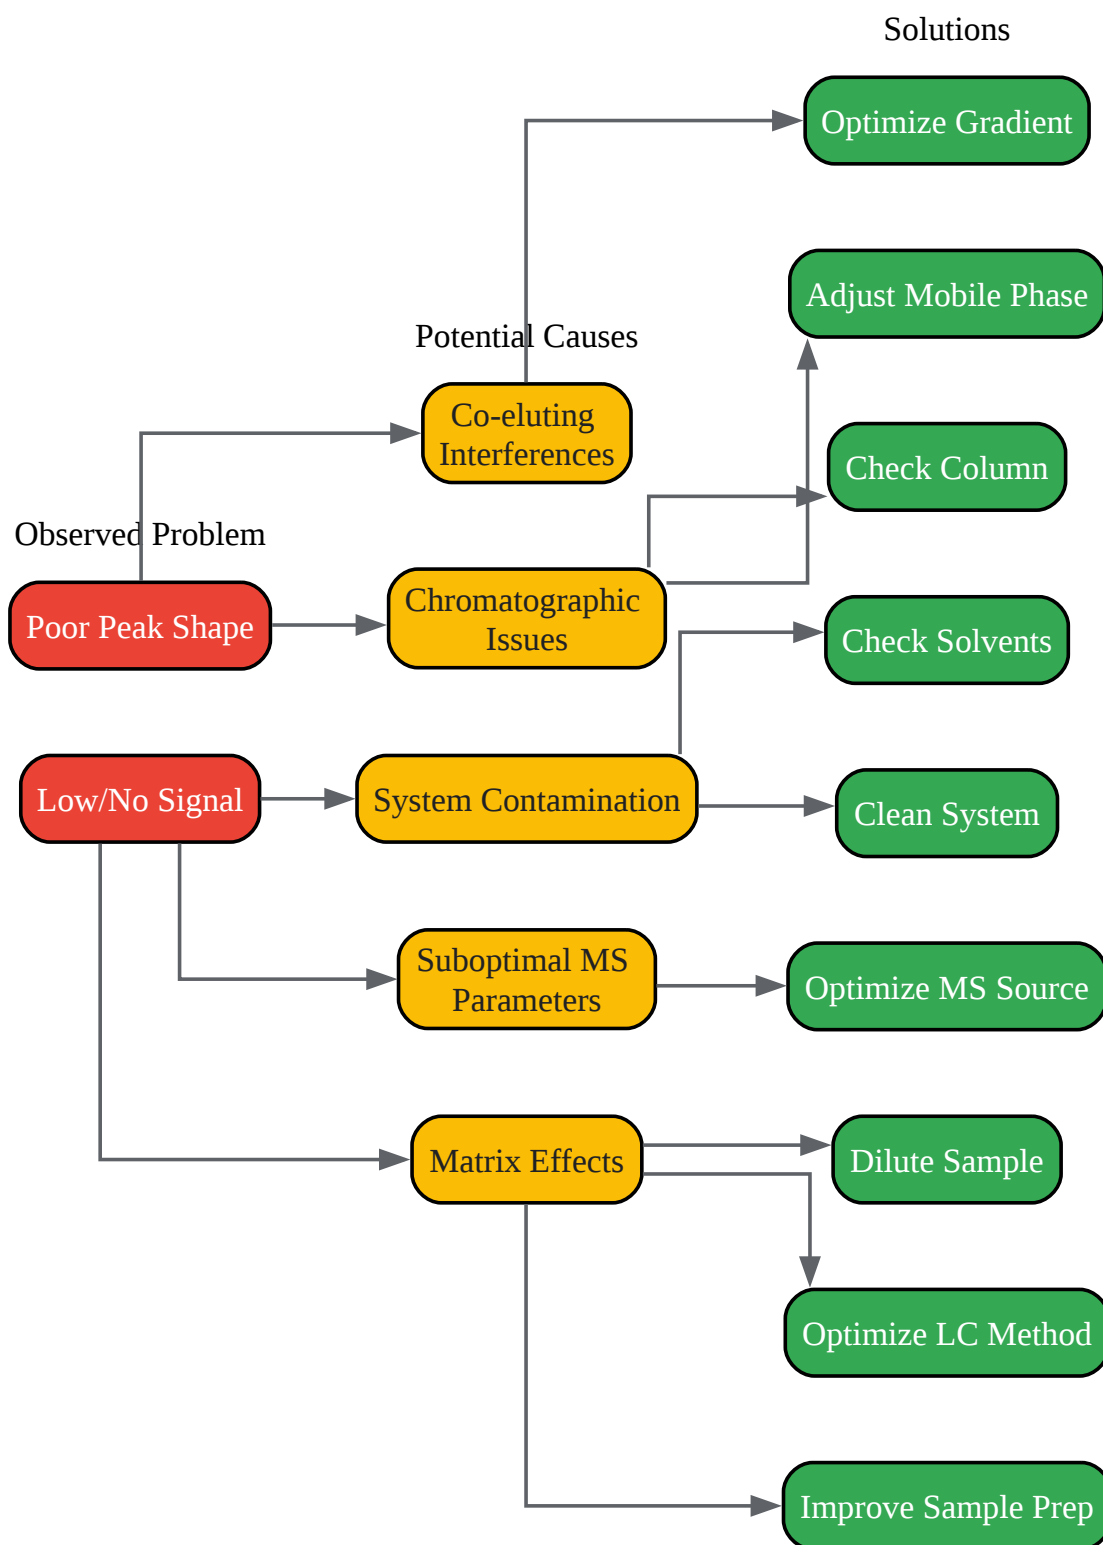 Solutions
Optimize Gradient
Adjust Mobile Phase
Potential Causes
Co-eluting
Interferences
Check Column
Observed Problem
Poor Peak Shape
Chromatographic
Issues
Check Solvents
Low/No Signal
System Contamination
Clean System
Suboptimal MS
Parameters
Optimize MS Source
Matrix Effects
Dilute Sample
Optimize LC Method
Improve Sample Prep